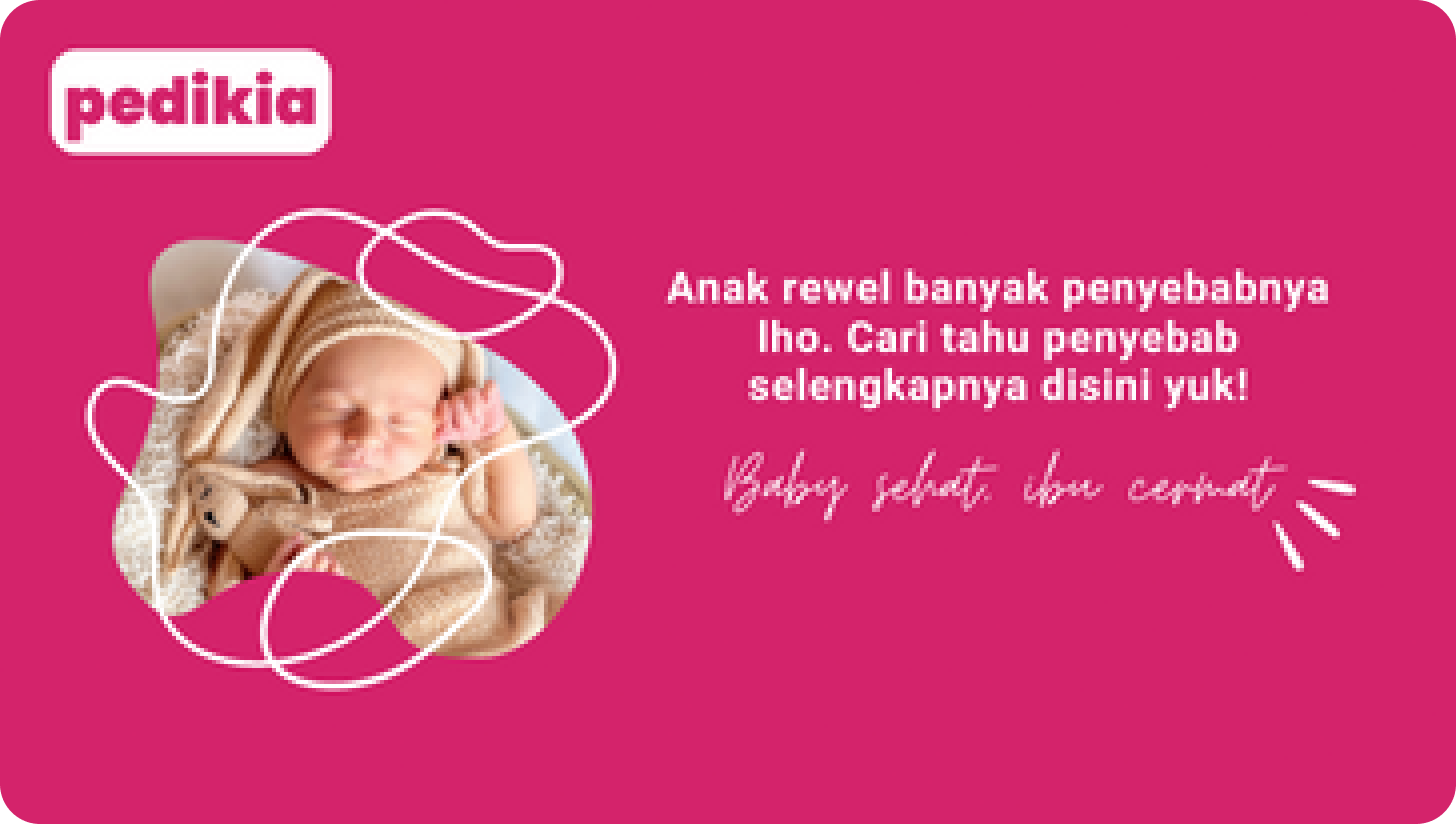 pedikia
Anak rewel banyak penyebabnya
lho. Cari tahu penyebab
selengkapnya disini yuk!
Baby sehat, ibu cermat